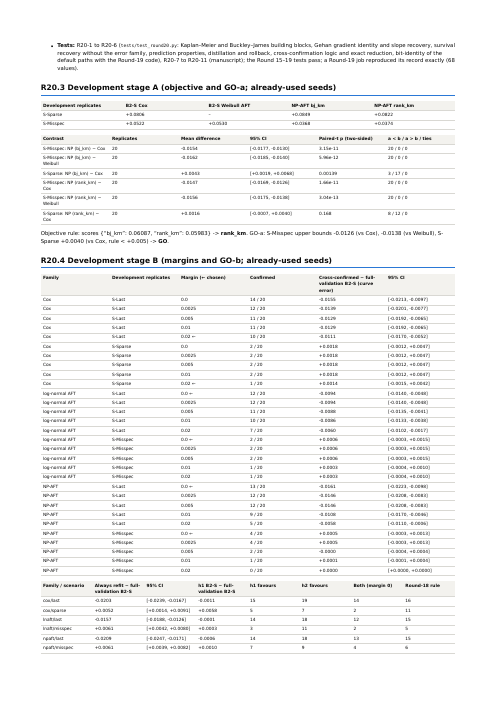 • Tests: R20-1 to R20-6 (tests/test_round20.py: Kaplan-Meier and Buckley-James building blocks, Gehan gradient identity and slope recovery, survival
recovery without the error family, prediction properties, distillation and rollback, cross-confirmation logic and exact reduction, bit-identity of the
default paths with the Round-19 code), R20-7 to R20-11 (manuscript); the Round 15-19 tests pass; a Round-19 job reproduced its record exactly (68
values).
R20.3 Development stage A (objective and GO-a; already-used seeds)
Development replicates B2-S Cox B2-S Weibull AFT NP-AFT bj_km NP-AFT rank_km
S-Sparse +0.0806 – +0.0849 +0.0822
S-Misspec +0.0522 +0.0530 +0.0368 +0.0374
Contrast Replicates Mean difference 95% CI Paired-t p (two-sided) a < b / a > b / ties
S-Misspec: NP (bj_km) − Cox 20 -0.0154 [-0.0177, -0.0130] 3.15e-11 20 / 0 / 0
S-Misspec: NP (bj_km) −
Weibull 20 -0.0162 [-0.0185, -0.0140] 5.96e-12 20 / 0 / 0
S-Sparse: NP (bj_km) − Cox 20 +0.0043 [+0.0019, +0.0068] 0.00139 3 / 17 / 0
S-Misspec: NP (rank_km) −
Cox 20 -0.0147 [-0.0169, -0.0126] 1.66e-11 20 / 0 / 0
S-Misspec: NP (rank_km) −
Weibull 20 -0.0156 [-0.0175, -0.0138] 3.04e-13 20 / 0 / 0
S-Sparse: NP (rank_km) −
Cox 20 +0.0016 [-0.0007, +0.0040] 0.168 8 / 12 / 0
Objective rule: scores {"bj_km": 0.06087, "rank_km": 0.05983} -> rank_km. GO-a: S-Misspec upper bounds -0.0126 (vs Cox), -0.0138 (vs Weibull), S-
Sparse +0.0040 (vs Cox, rule < +0.005) -> GO.
R20.4 Development stage B (margins and GO-b; already-used seeds)
Family Development replicates Margin (← chosen) Confirmed Cross-confirmed − full-
validation B2-S (curve
error) 95% CI
Cox S-Last 0.0 14 / 20 -0.0155 [-0.0213, -0.0097]
Cox S-Last 0.0025 12 / 20 -0.0139 [-0.0201, -0.0077]
Cox S-Last 0.005 11 / 20 -0.0129 [-0.0192, -0.0065]
Cox S-Last 0.01 11 / 20 -0.0129 [-0.0192, -0.0065]
Cox S-Last 0.02 ← 10 / 20 -0.0111 [-0.0170, -0.0052]
Cox S-Sparse 0.0 2 / 20 +0.0018 [-0.0012, +0.0047]
Cox S-Sparse 0.0025 2 / 20 +0.0018 [-0.0012, +0.0047]
Cox S-Sparse 0.005 2 / 20 +0.0018 [-0.0012, +0.0047]
Cox S-Sparse 0.01 2 / 20 +0.0018 [-0.0012, +0.0047]
Cox S-Sparse 0.02 ← 1 / 20 +0.0014 [-0.0015, +0.0042]
log-normal AFT S-Last 0.0 ← 12 / 20 -0.0094 [-0.0140, -0.0048]
log-normal AFT S-Last 0.0025 12 / 20 -0.0094 [-0.0140, -0.0048]
log-normal AFT S-Last 0.005 11 / 20 -0.0088 [-0.0135, -0.0041]
log-normal AFT S-Last 0.01 10 / 20 -0.0086 [-0.0133, -0.0038]
log-normal AFT S-Last 0.02 7 / 20 -0.0060 [-0.0102, -0.0017]
log-normal AFT S-Misspec 0.0 ← 2 / 20 +0.0006 [-0.0003, +0.0015]
log-normal AFT S-Misspec 0.0025 2 / 20 +0.0006 [-0.0003, +0.0015]
log-normal AFT S-Misspec 0.005 2 / 20 +0.0006 [-0.0003, +0.0015]
log-normal AFT S-Misspec 0.01 1 / 20 +0.0003 [-0.0004, +0.0010]
log-normal AFT S-Misspec 0.02 1 / 20 +0.0003 [-0.0004, +0.0010]
NP-AFT S-Last 0.0 ← 13 / 20 -0.0161 [-0.0223, -0.0098]
NP-AFT S-Last 0.0025 12 / 20 -0.0146 [-0.0208, -0.0083]
NP-AFT S-Last 0.005 12 / 20 -0.0146 [-0.0208, -0.0083]
NP-AFT S-Last 0.01 9 / 20 -0.0108 [-0.0170, -0.0046]
NP-AFT S-Last 0.02 5 / 20 -0.0058 [-0.0110, -0.0006]
NP-AFT S-Misspec 0.0 ← 4 / 20 +0.0005 [-0.0003, +0.0013]
NP-AFT S-Misspec 0.0025 4 / 20 +0.0005 [-0.0003, +0.0013]
NP-AFT S-Misspec 0.005 2 / 20 -0.0000 [-0.0004, +0.0004]
NP-AFT S-Misspec 0.01 1 / 20 -0.0001 [-0.0004, +0.0001]
NP-AFT S-Misspec 0.02 0 / 20 +0.0000 [+0.0000, +0.0000]
Family / scenario Always refit − full-
validation B2-S 95% CI h1 B2-S − full-
validation B2-S h1 favours h2 favours Both (margin 0) Round-18 rule
cox/last -0.0203 [-0.0239, -0.0167] -0.0011 15 19 14 16
cox/sparse +0.0052 [+0.0014, +0.0091] +0.0058 5 7 2 11
lnaft/last -0.0157 [-0.0188, -0.0126] -0.0001 14 18 12 15
lnaft/misspec +0.0061 [+0.0042, +0.0080] +0.0003 3 11 2 5
npaft/last -0.0209 [-0.0247, -0.0171] -0.0006 14 18 13 15
npaft/misspec +0.0061 [+0.0039, +0.0082] +0.0010 7 9 4 6